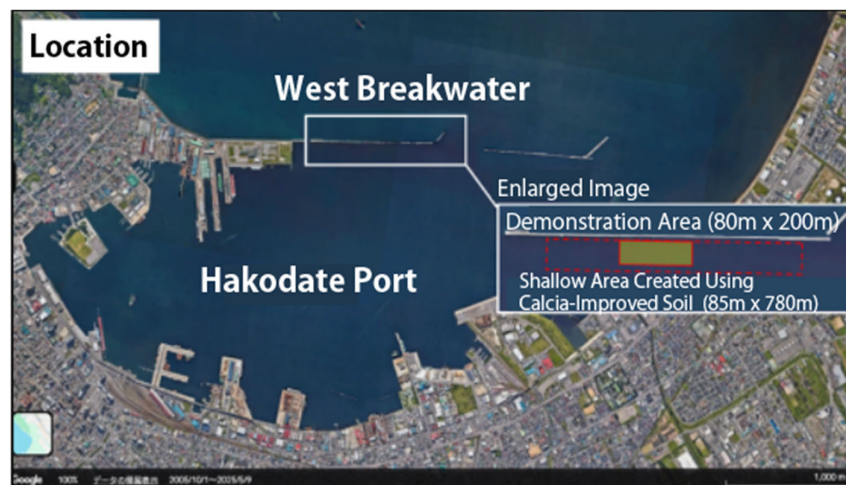 Location
West Breakwater
Enlarged Image
Demonstration Area (80m x 200m)
Shallow Area Created Using
Calcia-Improved Soil (85m x 780m)
Hakodate Port
Google 100% 1,000 m